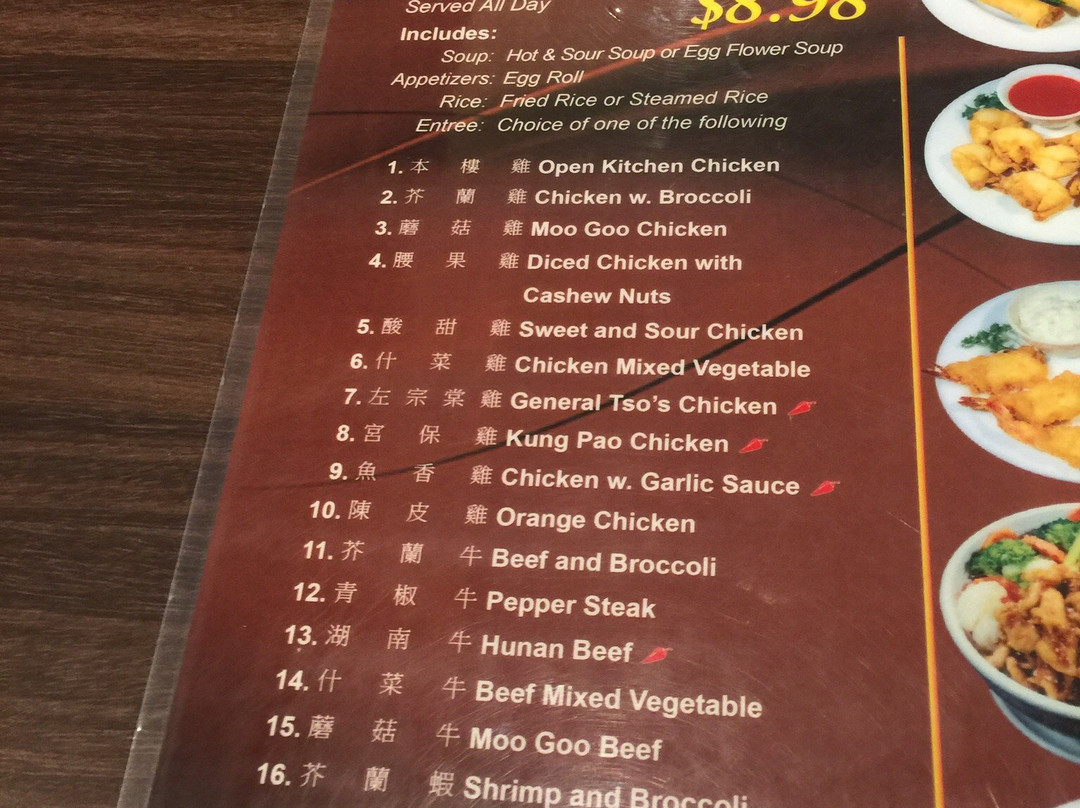 Served All Day
$8.98
Includes:
Soup: Hot & Sour Soup or Egg Flower Soup
Appetizers: Egg Roll
Rice: Fried Rice or Steamed Rice
Entree: Choice of one of the following
1. 本 樓 雞 Open Kitchen Chicken
2. 芥 蘭 雞 Chicken w. Broccoli
3. 蘑 菇 雞 Moo Goo Chicken
4. 腰 果 雞 Diced Chicken with
Cashew Nuts
5. 酸 甜 雞 Sweet and Sour Chicken
6. 什 菜 雞 Chicken Mixed Vegetable
7. 左 宗 棠 雞 General Tso's Chicken
8. 宮 保 雞 Kung Pao Chicken
9. 魚 香 雞 Chicken w. Garlic Sauce
10. 陳 皮 雞 Orange Chicken
11. 芥 蘭 牛 Beef and Broccoli
12. 青 椒 牛 Pepper Steak
13. 湖 南 牛 Hunan Beef
14. 什 菜 牛 Beef Mixed Vegetable
15. 蘑 菇 牛 Moo Goo Beef
16. 芥 蘭 蝦 Shrimp and Broccoli